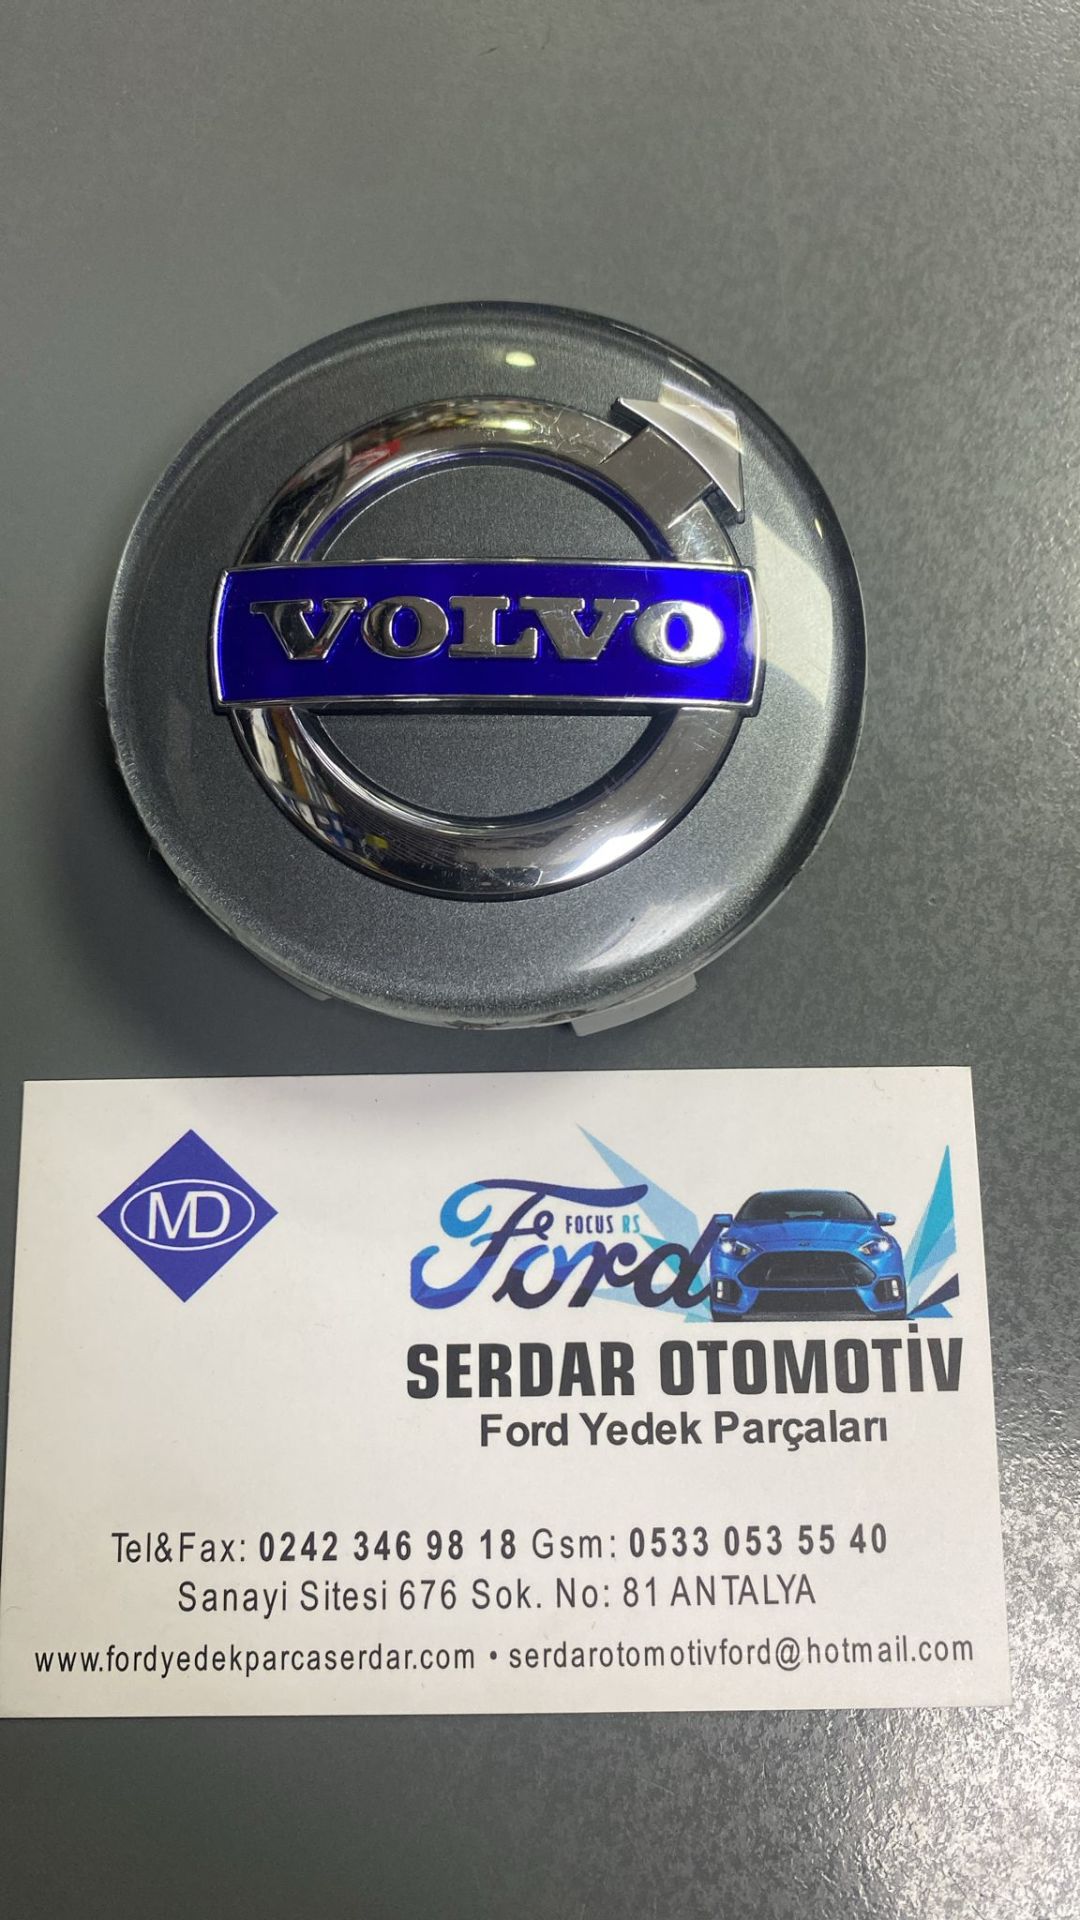 VOLVO
MD
Ford
FOCUS RS
SERDAR OTOMOTİV
Ford Yedek Parçaları
Tel&Fax: 0242 346 98 18 Gsm: 0533 053 55 40
Sanayi Sitesi 676 Sok. No: 81 ANTALYA
www.fordyedekparcaserdar.com • serdarotomotivford@hotmail.com